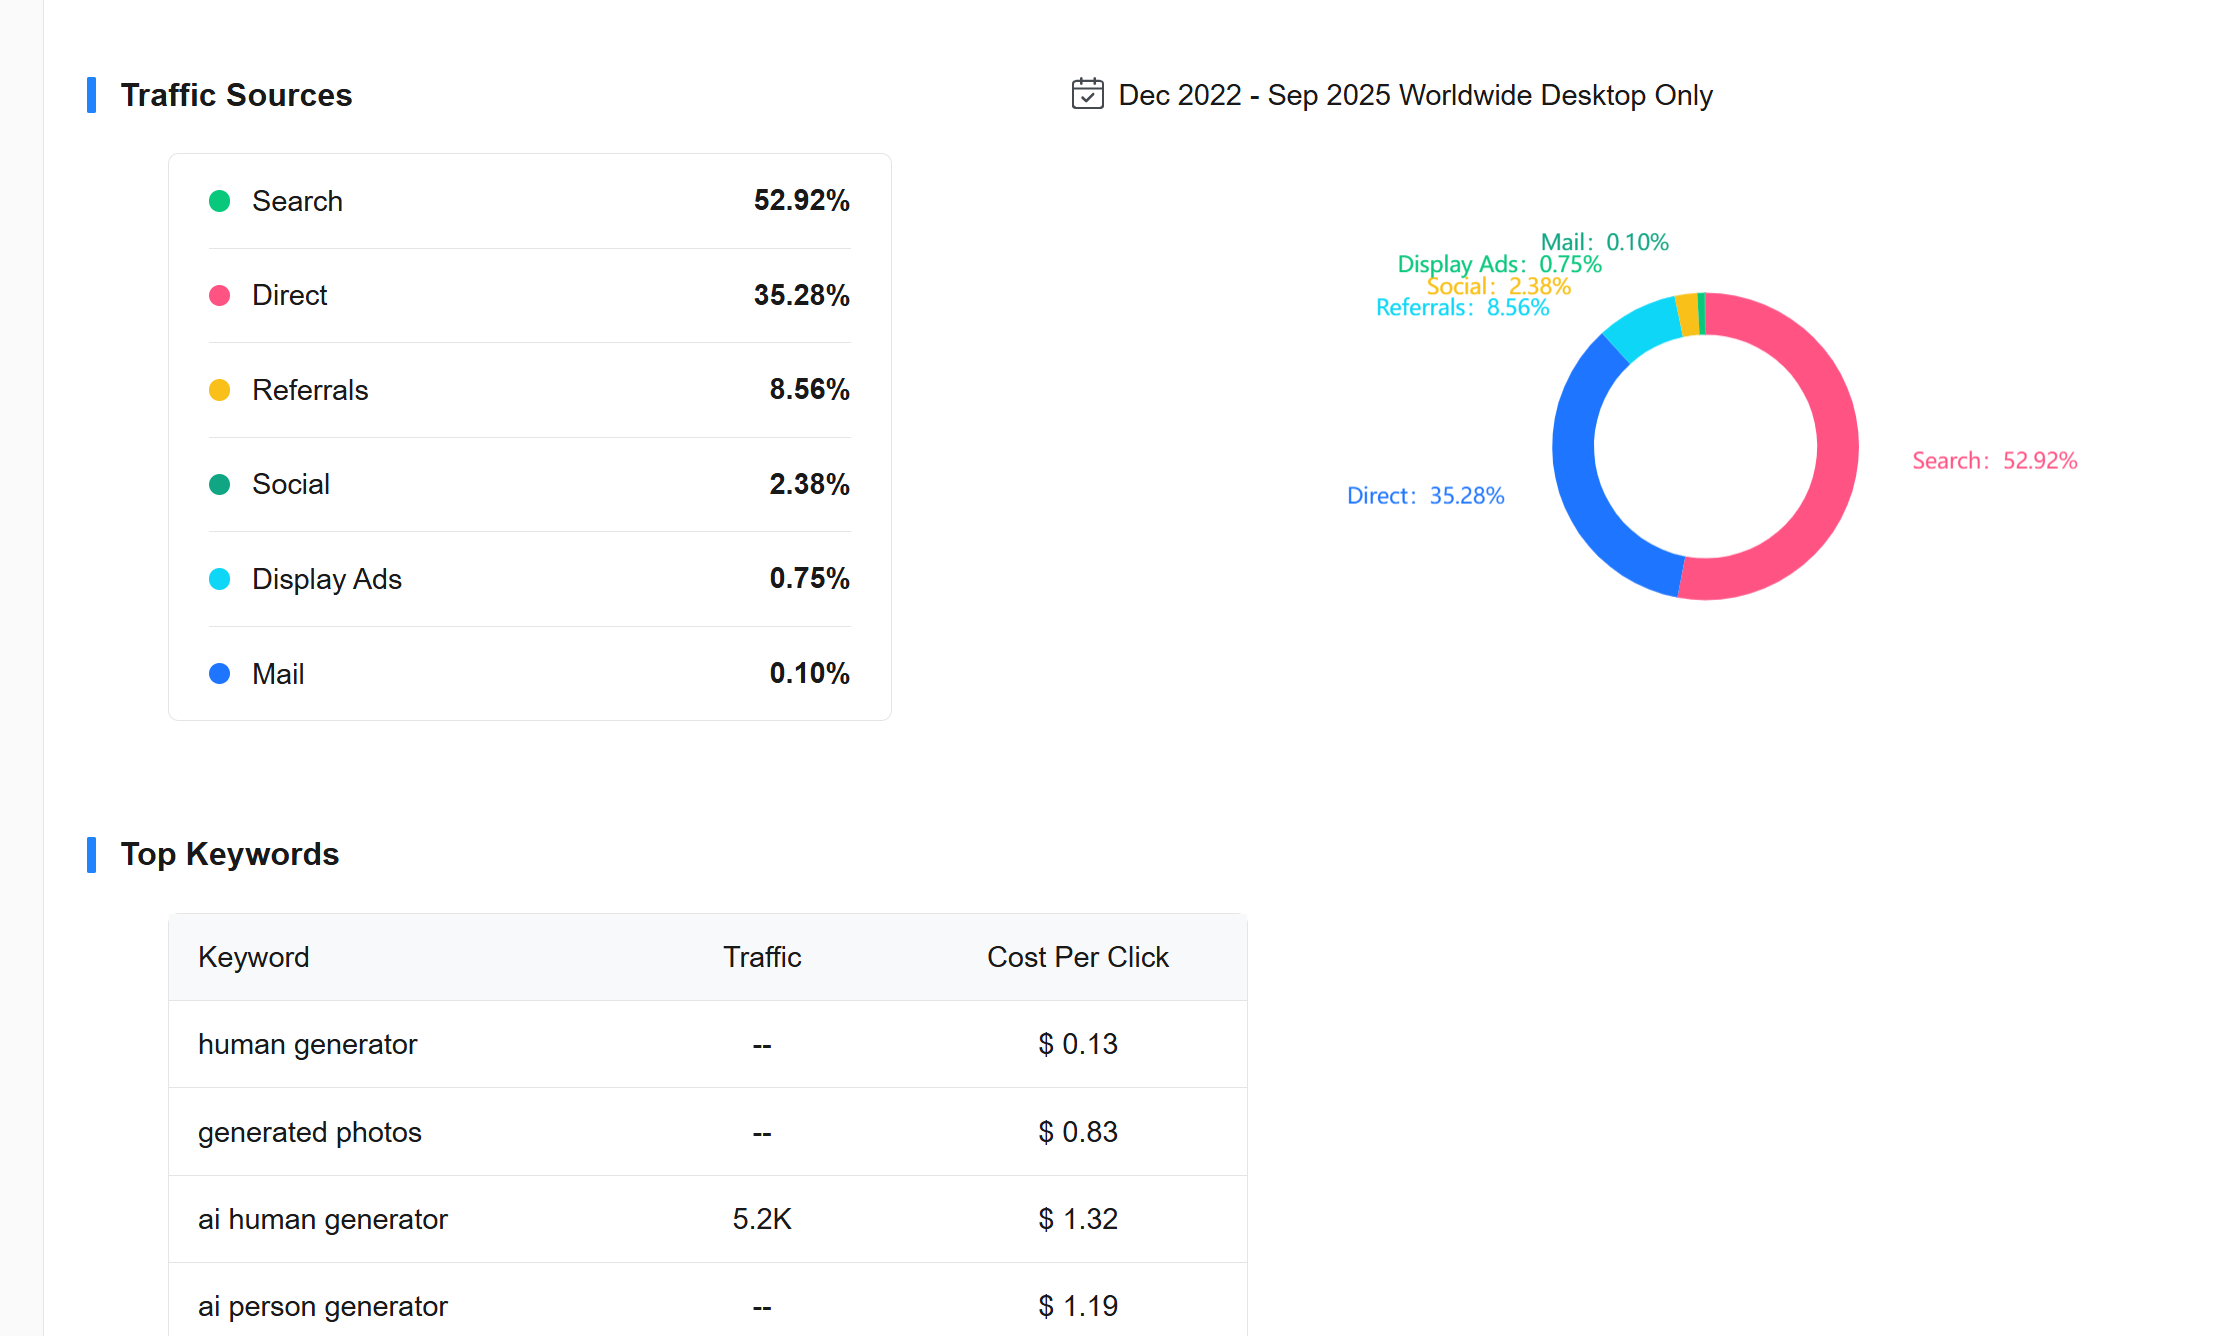 Traffic Sources
Dec 2022 - Sep 2025 Worldwide Desktop Only
Search 52.92%
Direct 35.28%
Referrals 8.56%
Social 2.38%
Display Ads 0.75%
Mail 0.10%
Mail: 0.10%
Display Ads: 0.75%
Social: 2.38%
Referrals: 8.56%
Search: 52.92%
Direct: 35.28%
Top Keywords
Keyword Traffic Cost Per Click
human generator -- $ 0.13
generated photos -- $ 0.83
ai human generator 5.2K $ 1.32
ai person generator -- $ 1.19